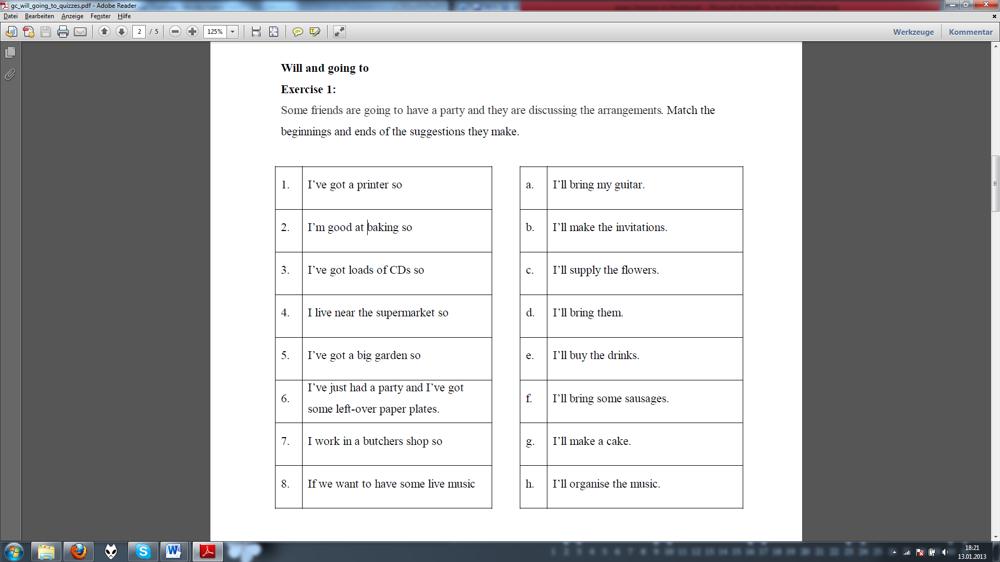 gc_will_going_to_quizzes.pdf - Adobe Reader
Datei Bearbeiten Anzeige Fenster Hilfe
2 / 5 125% Werkzeuge Kommentar
Will and going to
Exercise 1:
Some friends are going to have a party and they are discussing the arrangements. Match the
beginnings and ends of the suggestions they make.
1. I've got a printer so
a. I'll bring my guitar.
2. I'm good at baking so
b. I'll make the invitations.
3. I've got loads of CDs so
c. I'll supply the flowers.
4. I live near the supermarket so
d. I'll bring them.
5. I've got a big garden so
e. I'll buy the drinks.
6. I've just had a party and I've got
some left-over paper plates.
f. I'll bring some sausages.
7. I work in a butchers shop so
g. I'll make a cake.
8. If we want to have some live music
h. I'll organise the music.
18:21
13.01.2013